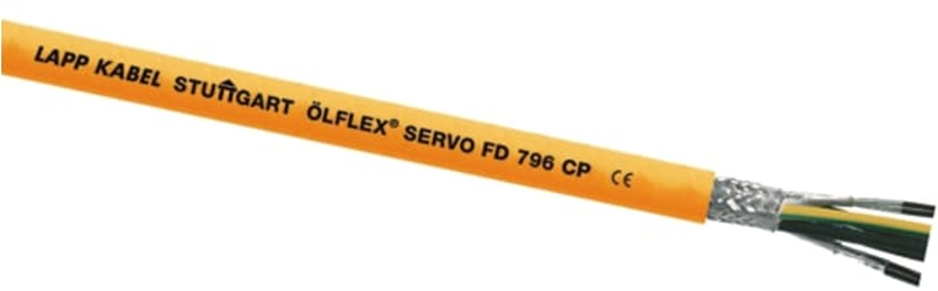 LAPP KABEL STUTTGART ÖLFLEX® SERVO FD 796 CP CE